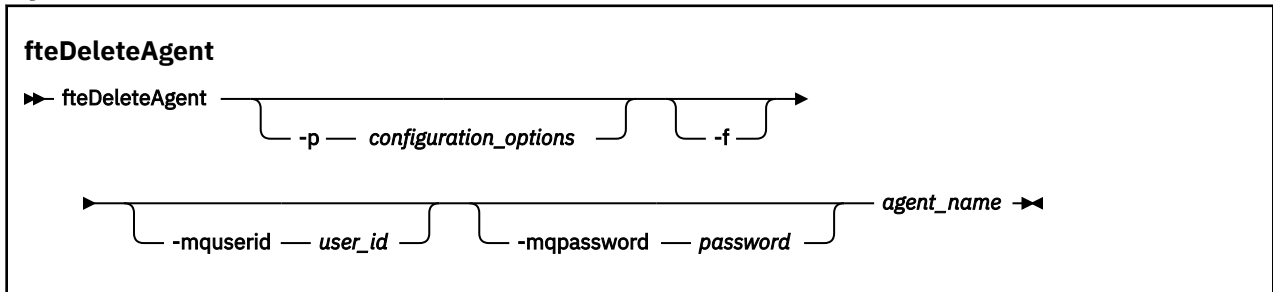 fteDeleteAgent
fteDeleteAgent
-p configuration_options -f
agent_name
-mquserid user_id -mqpassword password